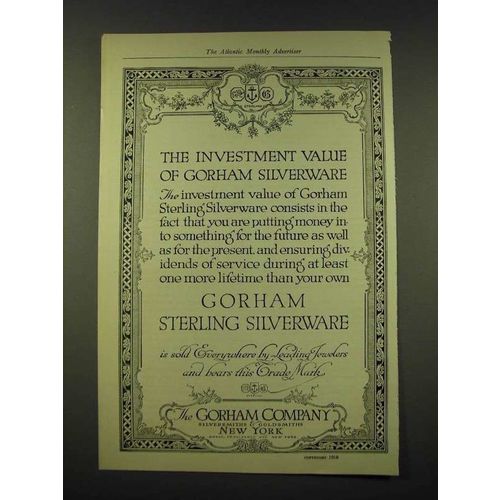 The Atlantic Monthly Advertiser
THE INVESTMENT VALUE
OF GORHAM SILVERWARE
The investment value of Gorham
Sterling Silverware consists in the
fact that you are putting money in-
to something for the future as well
as for the present, and ensuring div-
idends of service during at least
one more lifetime than your own
GORHAM
STERLING SILVERWARE
is sold Everywhere by Leading Jewelers
and bears this Trade Mark
The GORHAM COMPANY
SILVERSMITHS & GOLDSMITHS
NEW YORK